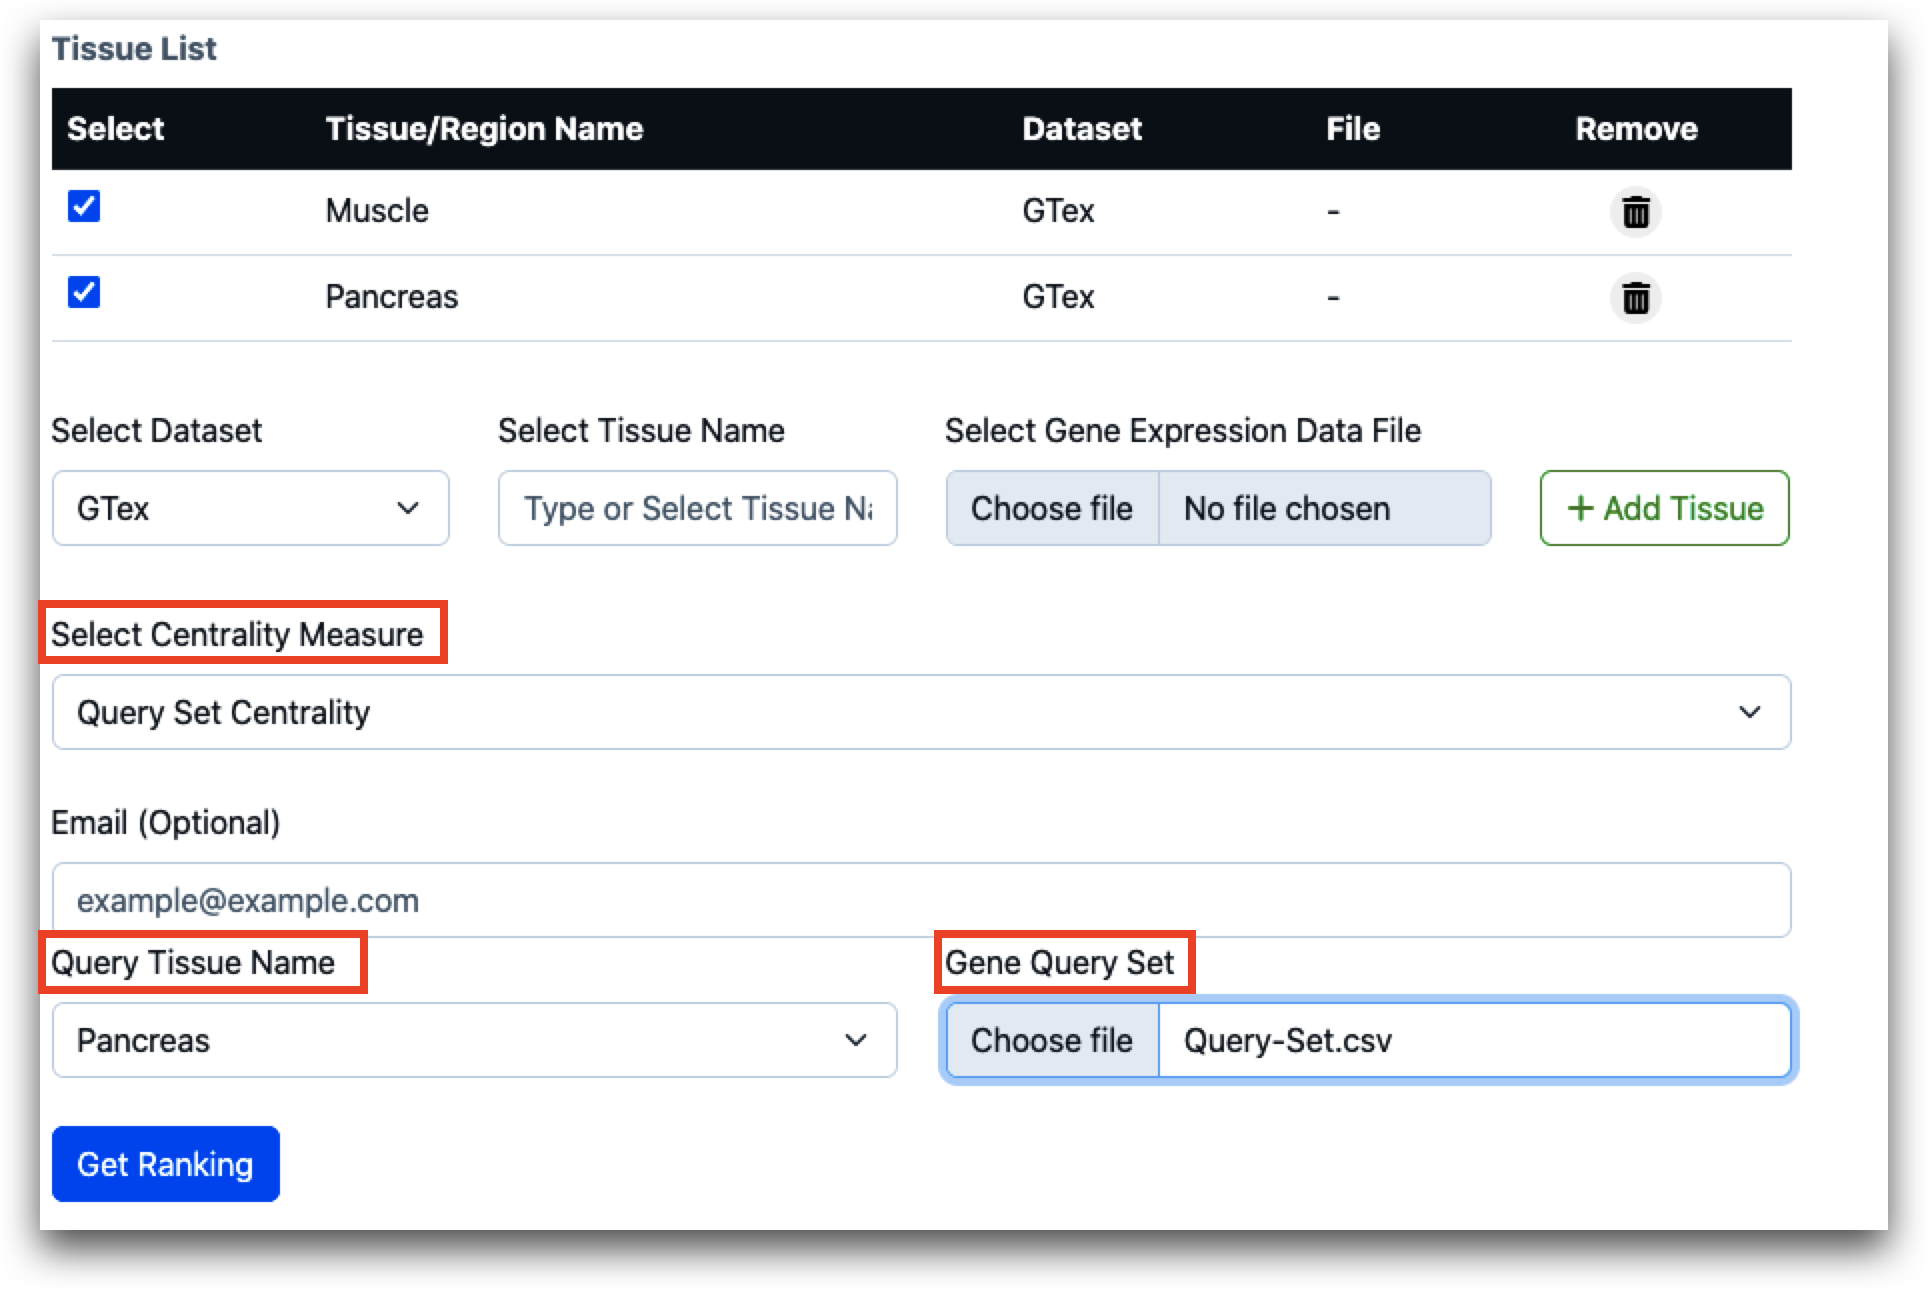 Tissue List
Select Tissue/Region Name Dataset File Remove
Muscle GTex -
Pancreas GTex -
Select Dataset Select Tissue Name Select Gene Expression Data File
GTex Type or Select Tissue Na Choose file No file chosen + Add Tissue
Select Centrality Measure
Query Set Centrality
Email (Optional)
example@example.com
Query Tissue Name Gene Query Set
Pancreas Choose file Query-Set.csv
Get Ranking